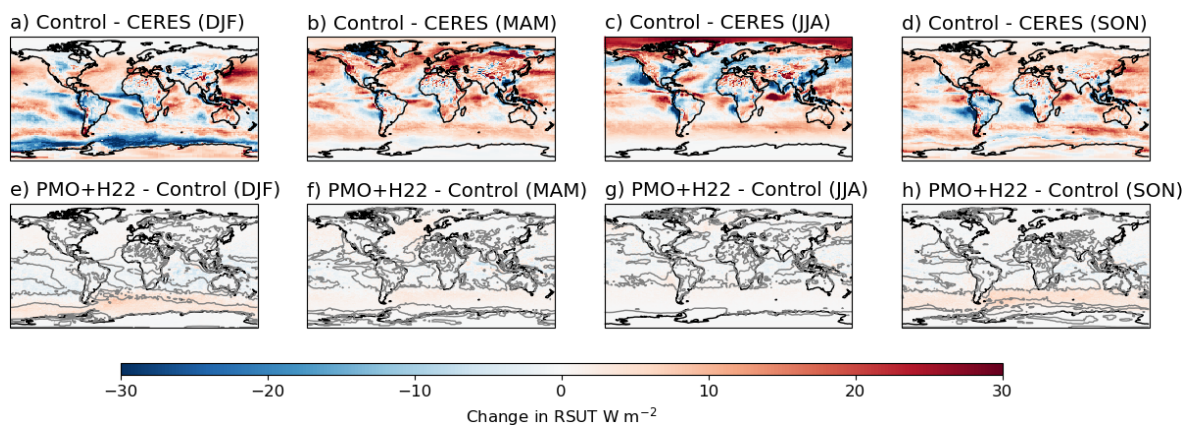 a) Control - CERES (DJF)
b) Control - CERES (MAM)
c) Control - CERES (JJA)
d) Control - CERES (SON)
e) PMO+H22 - Control (DJF)
f) PMO+H22 - Control (MAM)
g) PMO+H22 - Control (JJA)
h) PMO+H22 - Control (SON)
−30 −20 −10 0 10 20 30
Change in RSUT W m⁻²